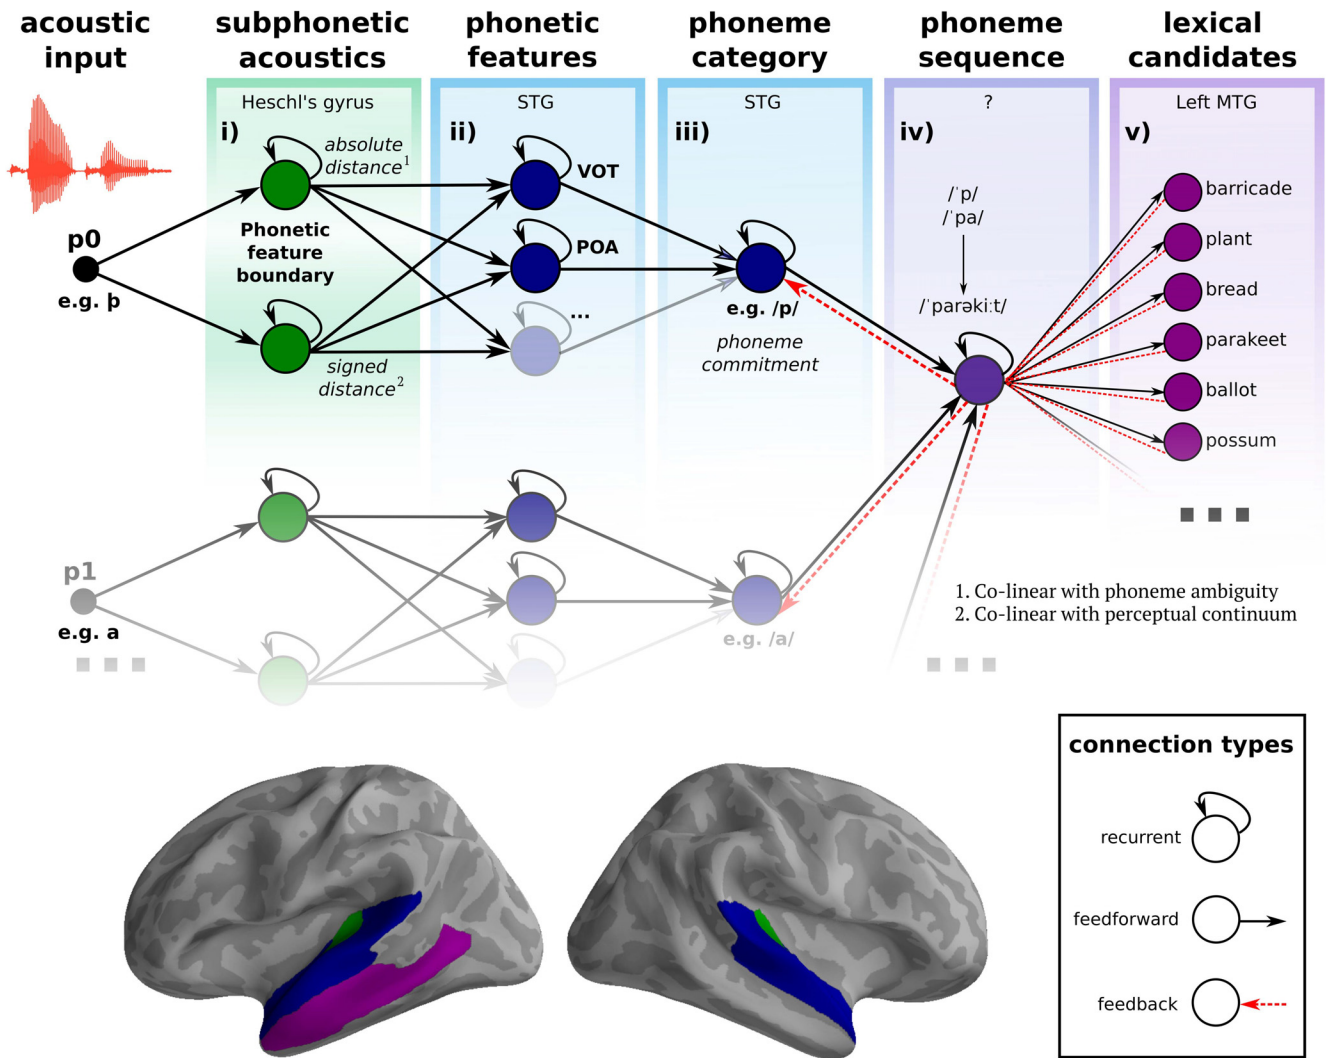 acoustic input
subphonetic acoustics
phonetic features
phoneme category
phoneme sequence
lexical candidates
Heschl's gyrus
STG
STG
?
Left MTG
i)
ii)
iii)
iv)
v)
absolute
distance1
VOT
POA
...
Phonetic
feature
boundary
signed
distance2
p0
e.g. þ
e.g. /p/
phoneme
commitment
/ˈp/
/ˈpa/
/ˈparəkiːt/
barricade
plant
bread
parakeet
ballot
possum
p1
e.g. a
e.g. /a/
1. Co-linear with phoneme ambiguity
2. Co-linear with perceptual continuum
connection types
recurrent
feedforward
feedback